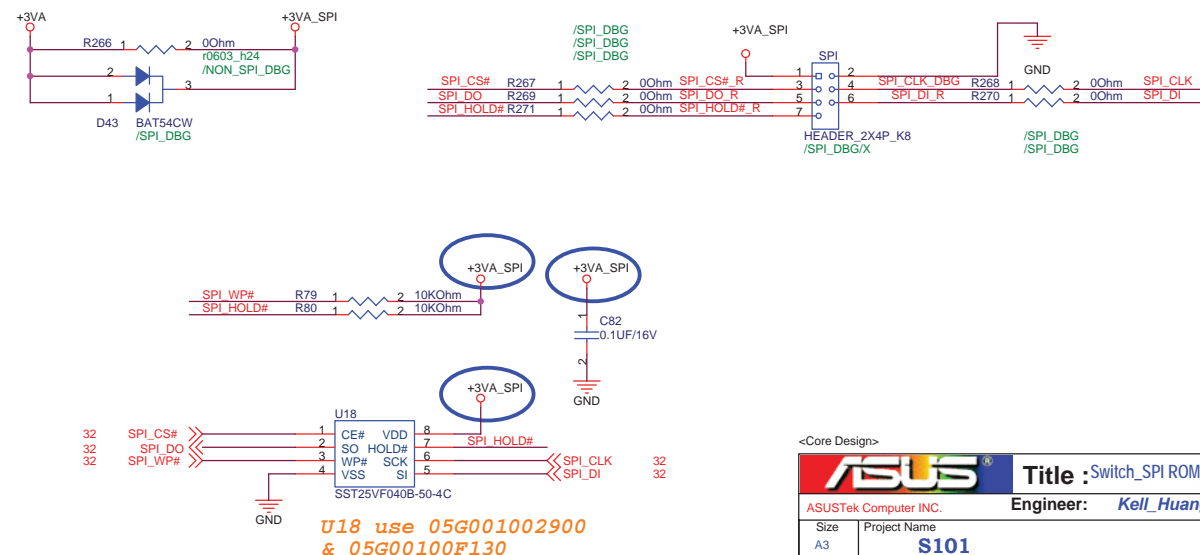 +3VA
+3VA_SPI
R266 1 2 0Ohm
r0603_h24
/NON_SPI_DBG
2
1
3
D43 BAT54CW
/SPI_DBG
/SPI_DBG
/SPI_DBG
/SPI_DBG
+3VA_SPI
SPI
GND
SPI_CS# R267 1 2 0Ohm SPI_CS#_R 3
SPI_DO R269 1 2 0Ohm SPI_DO_R 5
SPI_HOLD# R271 1 2 0Ohm SPI_HOLD#_R 7
1 2
4 SPI_CLK_DBG R268 1 2 0Ohm SPI_CLK
6 SPI_DI_R R270 1 2 0Ohm SPI_DI
HEADER_2X4P_K8
/SPI_DBG/X
/SPI_DBG
/SPI_DBG
+3VA_SPI
+3VA_SPI
SPI_WP# R79 1 2 10KOhm
SPI_HOLD# R80 1 2 10KOhm
1
C82
0.1UF/16V
2
GND
+3VA_SPI
U18
32 SPI_CS# 1 CE# VDD 8
32 SPI_DO 2 SO HOLD# 7 SPI_HOLD#
32 SPI_WP# 3 WP# SCK 6 SPI_CLK 32
4 VSS SI 5 SPI_DI 32
SST25VF040B-50-4C
GND
U18 use 05G001002900
& 05G00100F130
<Core Design>
ASUS ®
Title : Switch_SPI ROM
ASUSTek Computer INC.
Engineer: Kell_Huan
Size
A3
Project Name
S101